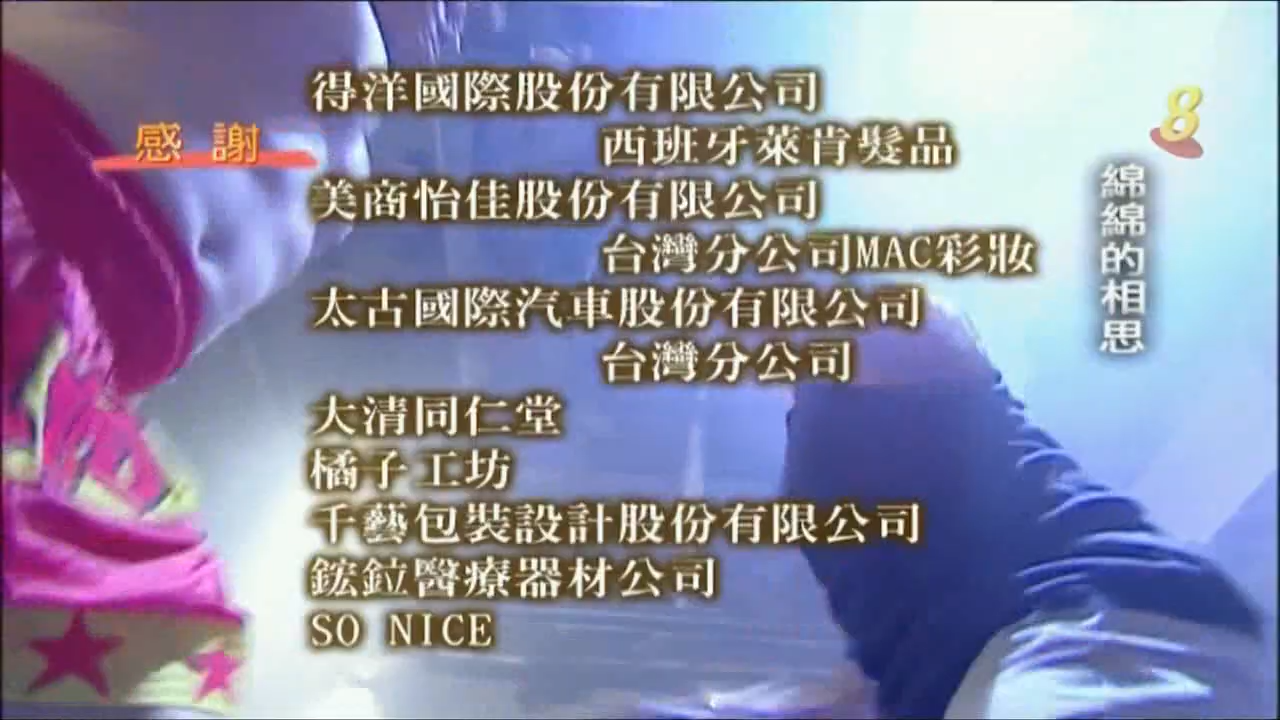 感謝
得洋國際股份有限公司
西班牙萊肯髮品
美商怡佳股份有限公司
台灣分公司MAC彩妝
太古國際汽車股份有限公司
台灣分公司
大清同仁堂
橘子工坊
千藝包裝設計股份有限公司
鋐鉝醫療器材公司
SO NICE
8
綿綿的相思